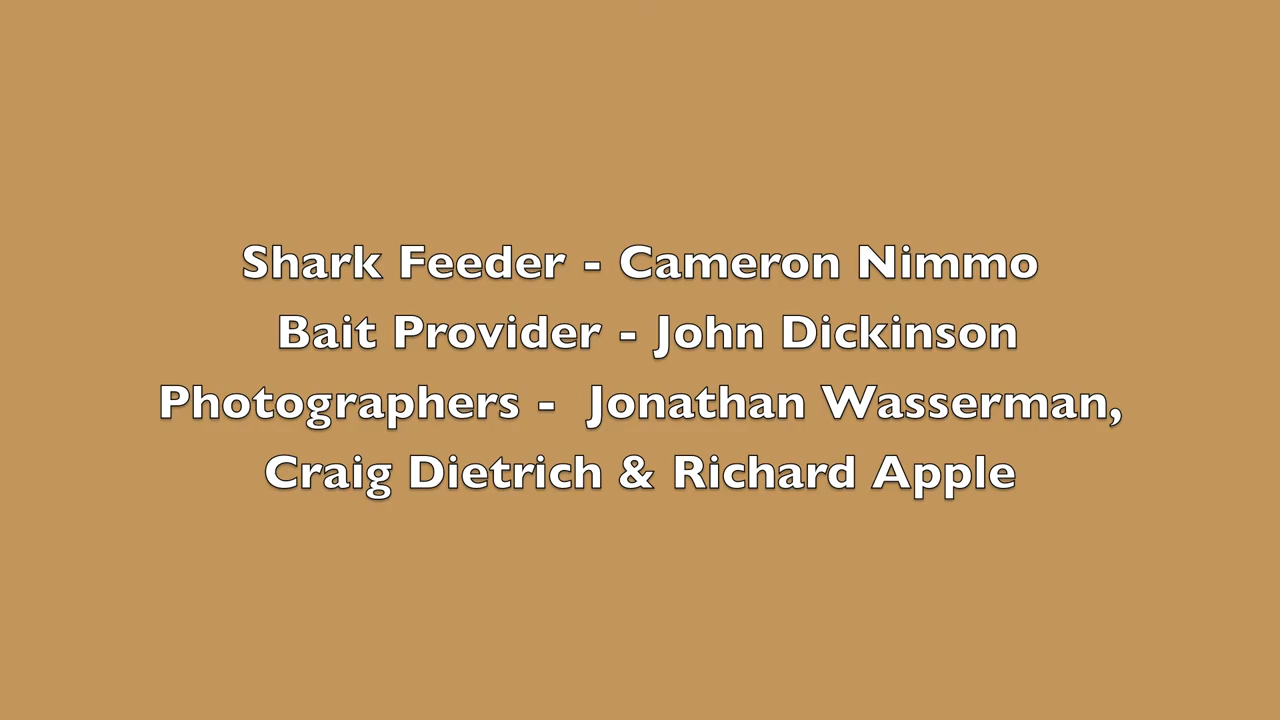 Shark Feeder - Cameron Nimmo
Bait Provider - John Dickinson
Photographers -  Jonathan Wasserman,
Craig Dietrich & Richard Apple